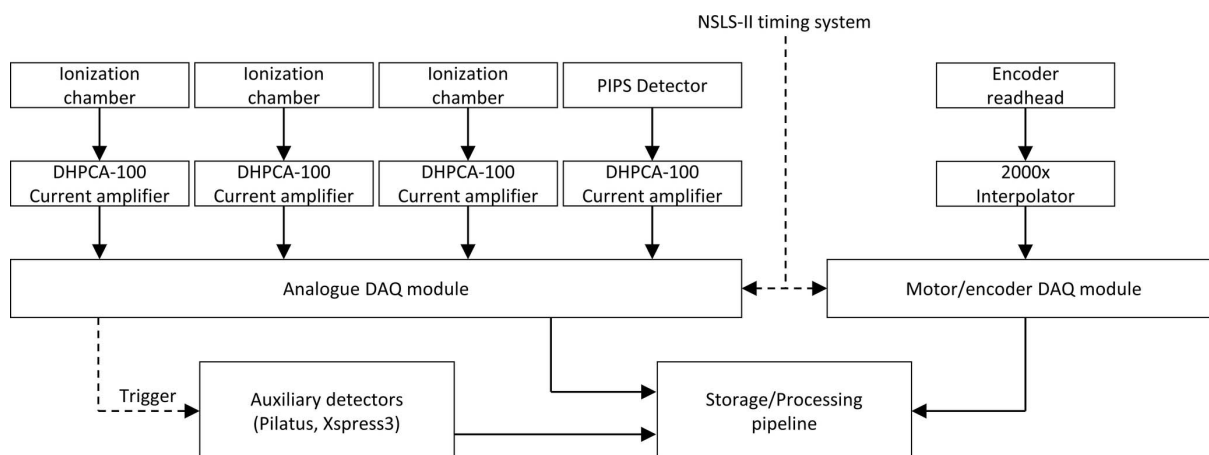 NSLS-II timing system
Ionization
chamber
Ionization
chamber
Ionization
chamber
PIPS Detector
Encoder
readhead
DHPCA-100
Current amplifier
DHPCA-100
Current amplifier
DHPCA-100
Current amplifier
DHPCA-100
Current amplifier
2000x
Interpolator
Analogue DAQ module
Motor/encoder DAQ module
Trigger
Auxiliary detectors
(Pilatus, Xspress3)
Storage/Processing
pipeline